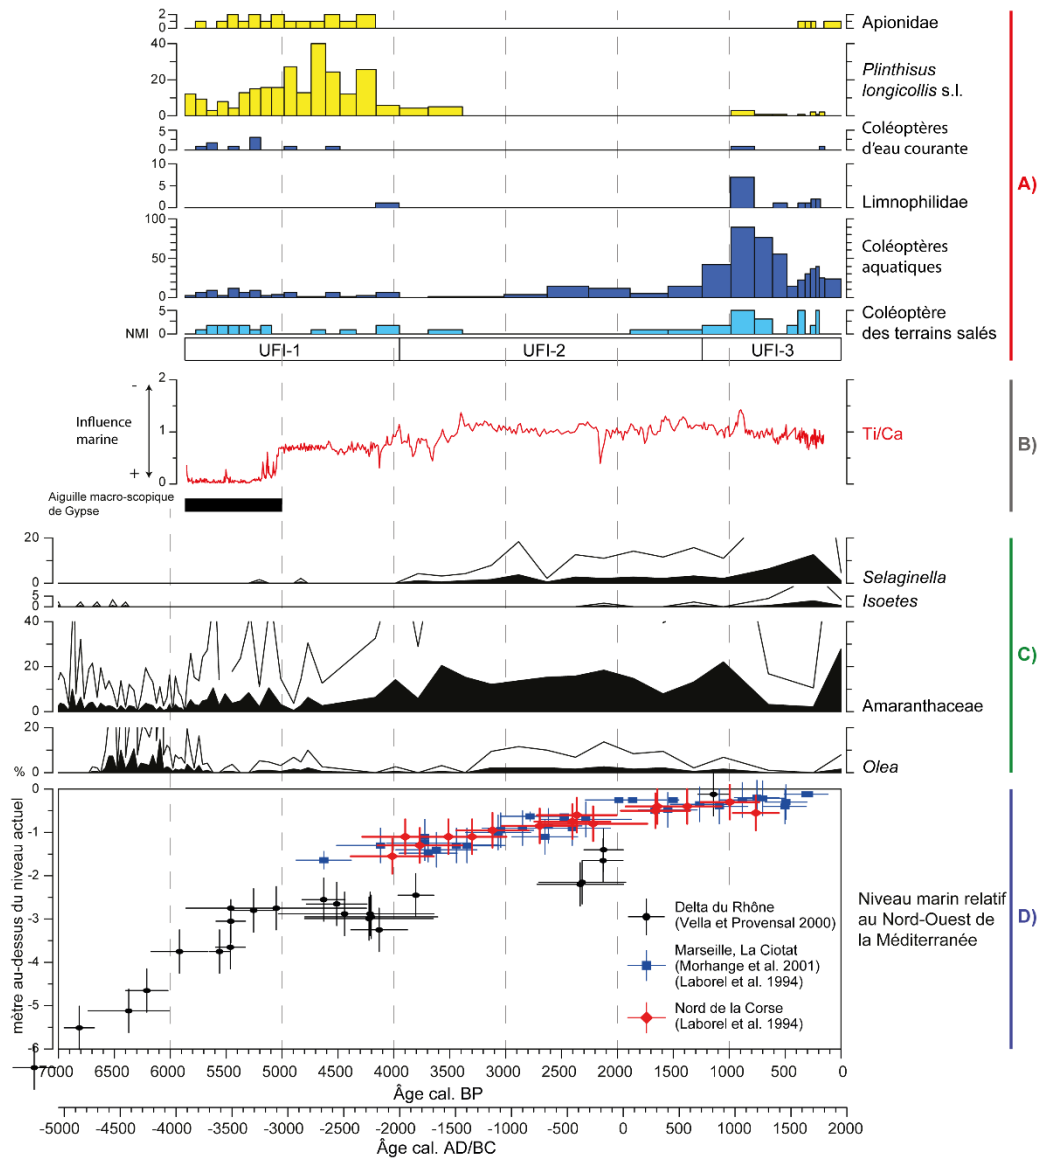 2
0
Apionidae
40
20
0
Plinthisus
longicollis s.l.
5
0
Coléoptères
d'eau courante
10
5
0
Limnophilidae
A)
100
50
0
Coléoptères
aquatiques
NMI
5
0
Coléoptère
des terrains salés
UFI-1
UFI-2
UFI-3
2
1
0
-
Influence
marine
+
Ti/Ca
B)
Aiguille macro-scopique
de Gypse
20
0
Selaginella
5
0
Isoetes
40
20
0
Amaranthaceae
C)
20
% 0
Olea
0
-1
-2
-3
-4
-5
-6
mètre au-dessus du niveau actuel
Delta du Rhône
(Vella et Provensal 2000)
Marseille, La Ciotat
(Morhange et al. 2001)
(Laborel et al. 1994)
Nord de la Corse
(Laborel et al. 1994)
Niveau marin relatif
au Nord-Ouest de
la Méditerranée
D)
7000 6000 5000 4000 3000 2000 1000 0
Âge cal. BP
-5000 -4500 -4000 -3500 -3000 -2500 -2000 -1500 -1000 -500 0 500 1000 1500 2000
Âge cal. AD/BC